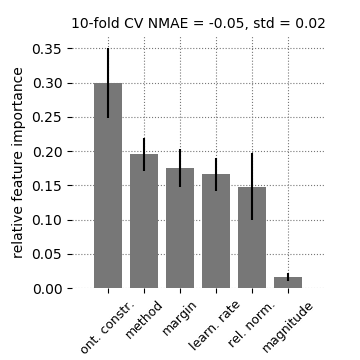 10-fold CV NMAE = -0.05, std = 0.02
relative feature importance
0.35
0.30
0.25
0.20
0.15
0.10
0.05
0.00
ont. constr.
method
margin
learn. rate
rel. norm.
magnitude